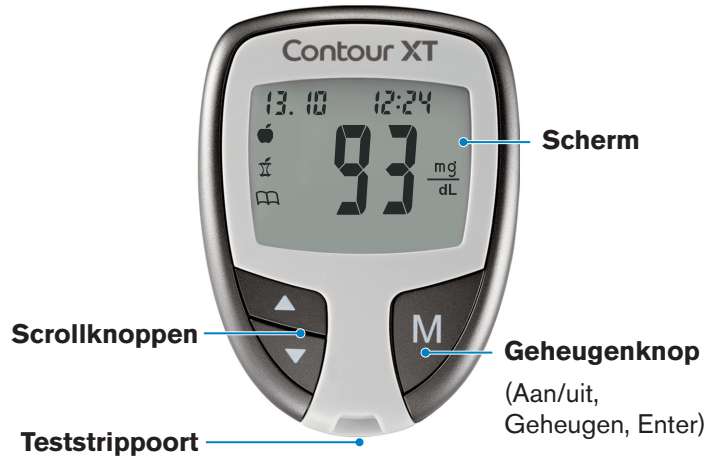 Contour XT
13.10 12:24
93 mg/dL
Scherm
Scrollknoppen
M
Geheugenknop
(Aan/uit,
Geheugen, Enter)
Teststrippoort